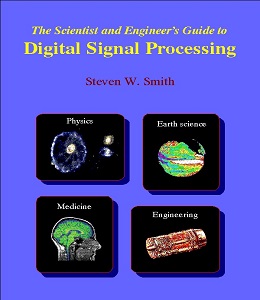 The Scientist and Engineer's Guide to
Digital Signal Processing
Steven W. Smith
Physics
Earth science
Medicine
Engineering